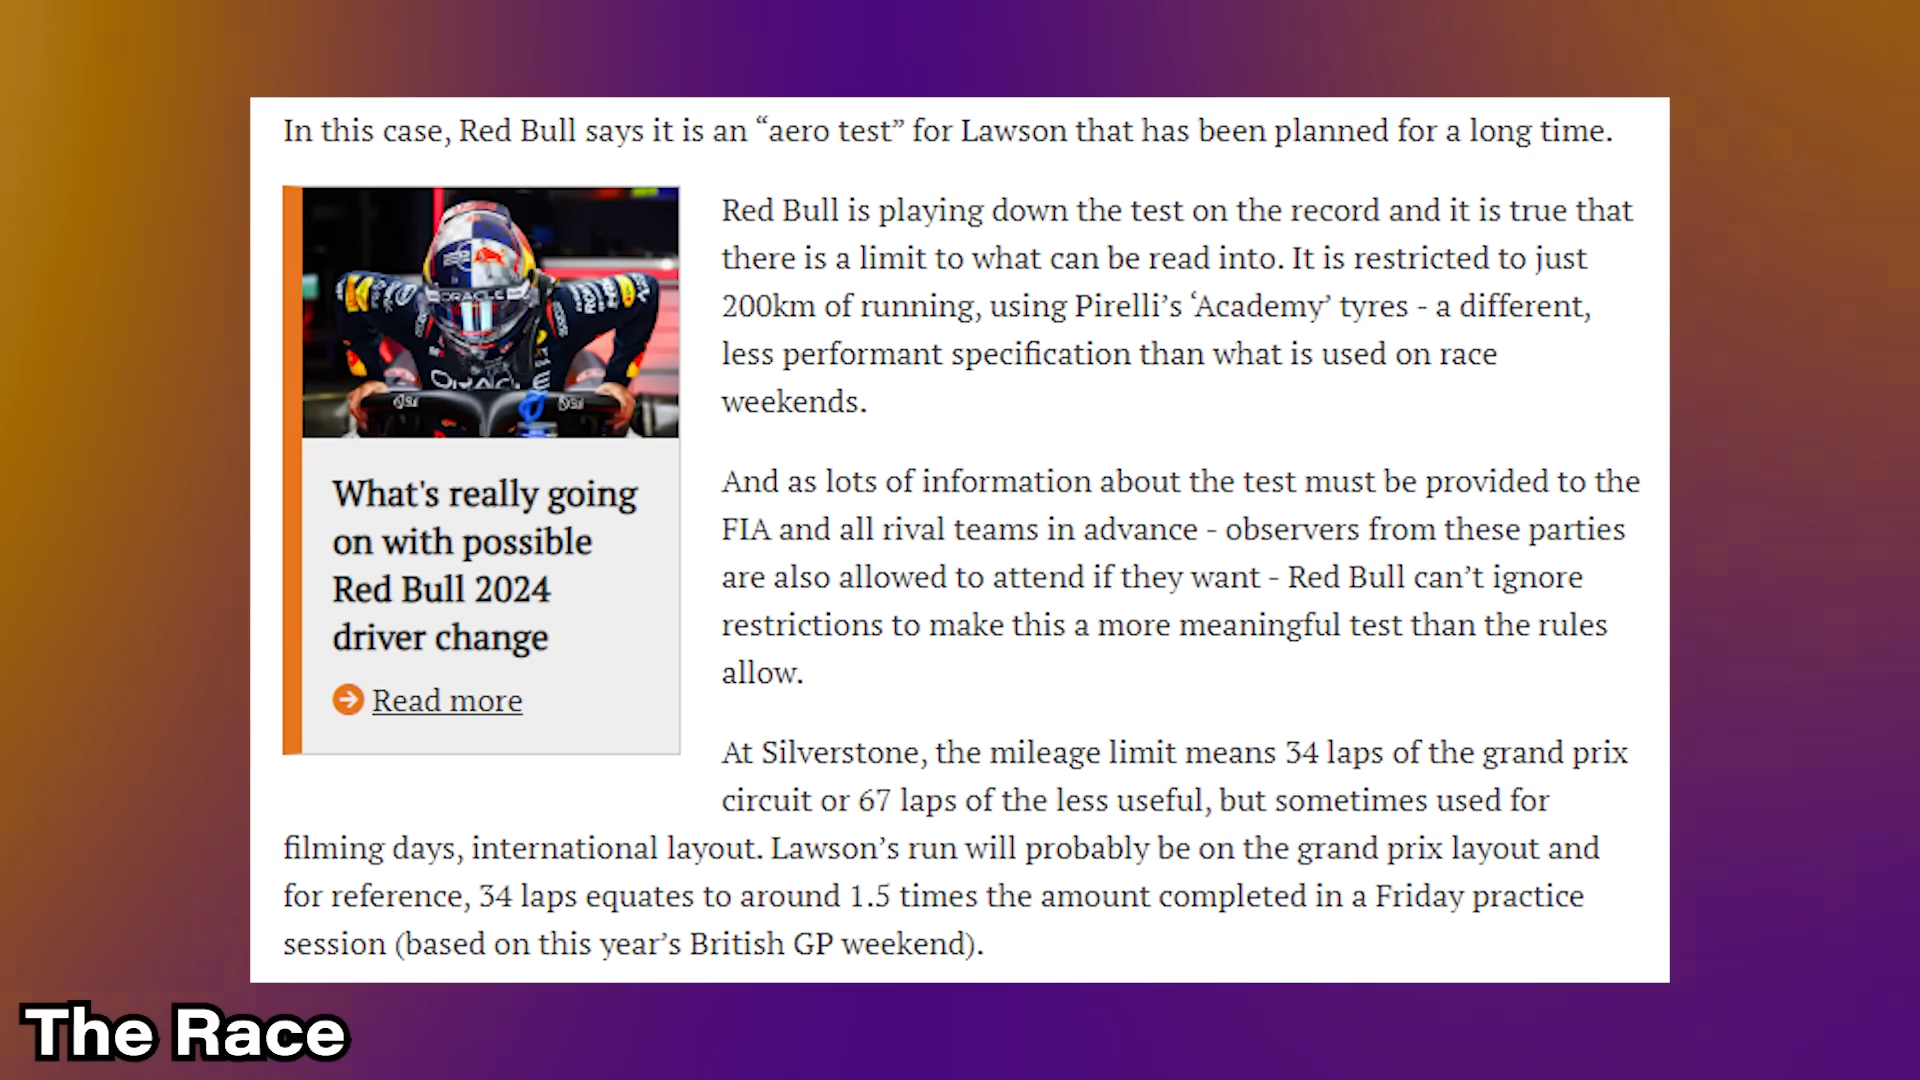 In this case, Red Bull says it is an “aero test” for Lawson that has been planned for a long time.
ORACLE
What's really going
on with possible
Red Bull 2024
driver change
Read more
Red Bull is playing down the test on the record and it is true that
there is a limit to what can be read into. It is restricted to just
200km of running, using Pirelli’s ‘Academy’ tyres - a different,
less performant specification than what is used on race
weekends.
And as lots of information about the test must be provided to the
FIA and all rival teams in advance - observers from these parties
are also allowed to attend if they want - Red Bull can’t ignore
restrictions to make this a more meaningful test than the rules
allow.
At Silverstone, the mileage limit means 34 laps of the grand prix
circuit or 67 laps of the less useful, but sometimes used for
filming days, international layout. Lawson’s run will probably be on the grand prix layout and
for reference, 34 laps equates to around 1.5 times the amount completed in a Friday practice
session (based on this year’s British GP weekend).
The Race